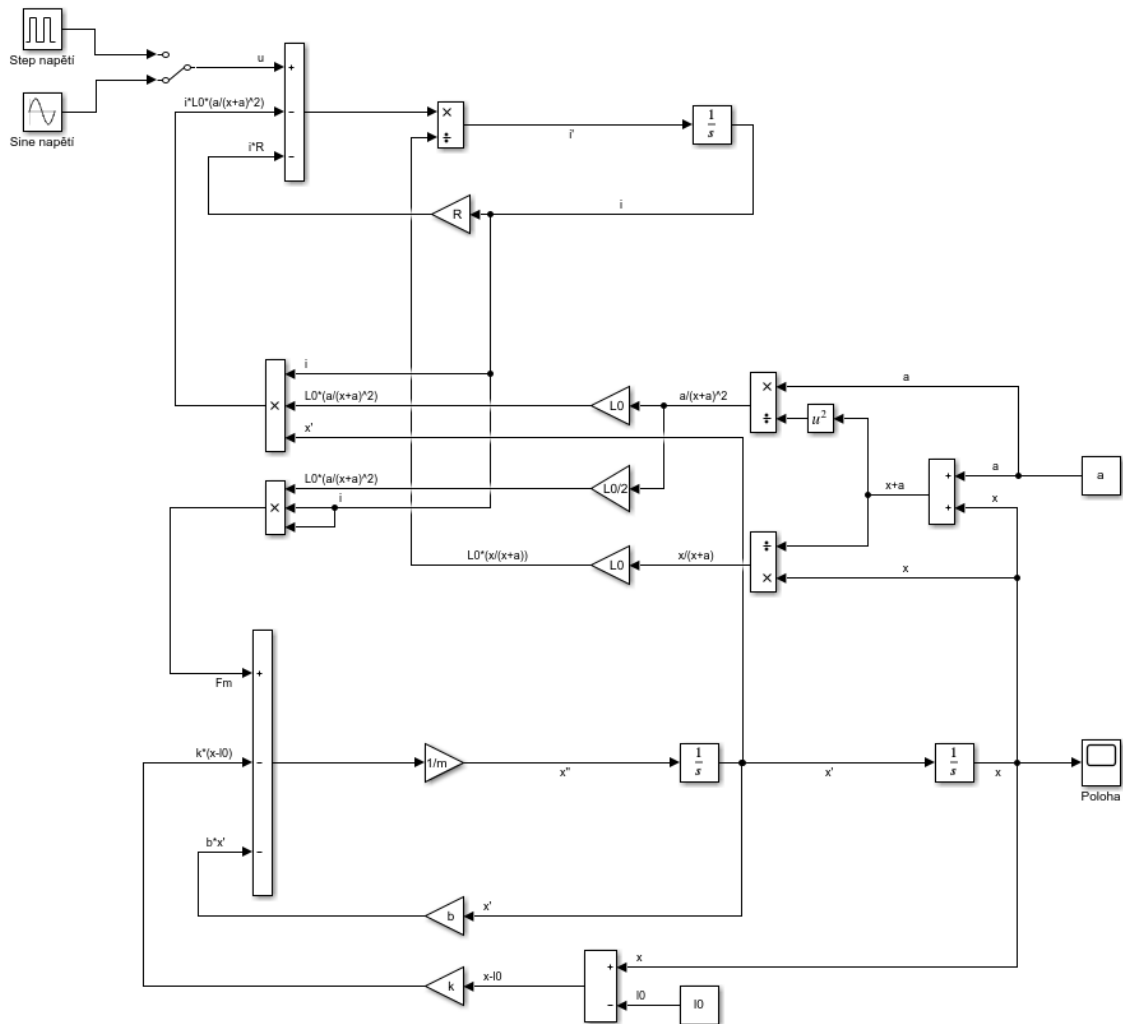 Step napětí
u
+
i*L0*(a/(x+a)^2)
−
×
÷
i'
1
s
Sine napětí
i*R
−
R
i
i
a
L0*(a/(x+a)^2)
L0
a/(x+a)^2
×
×
÷
u²
x'
a
+
a
L0*(a/(x+a)^2)
L0/2
x+a
i
x
+
×
L0*(x/(x+a))
L0
x/(x+a)
÷
×
x
Fm
+
k*(x-l0)
−
1/m
x''
1
s
x'
1
s
x
Poloha
b*x'
−
b
x'
x
+
k
x-l0
−
l0
l0